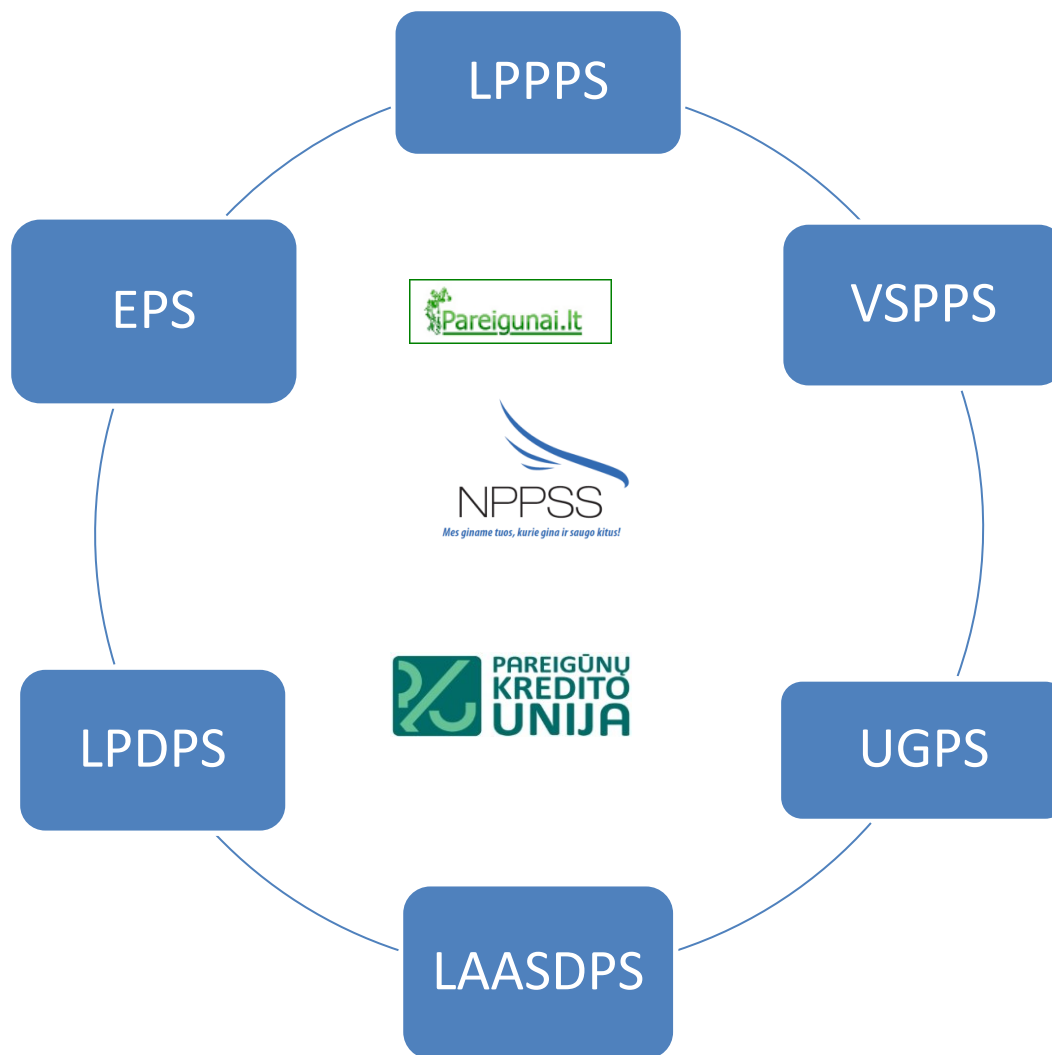 LPPPS
EPS
VSPPS
Pareigunai.lt
NPPSS
Mes giname tuos, kurie gina ir saugo kitus!
PAREIGŪNŲ
KREDITO
UNIJA
LPDPS
UGPS
LAASDPS